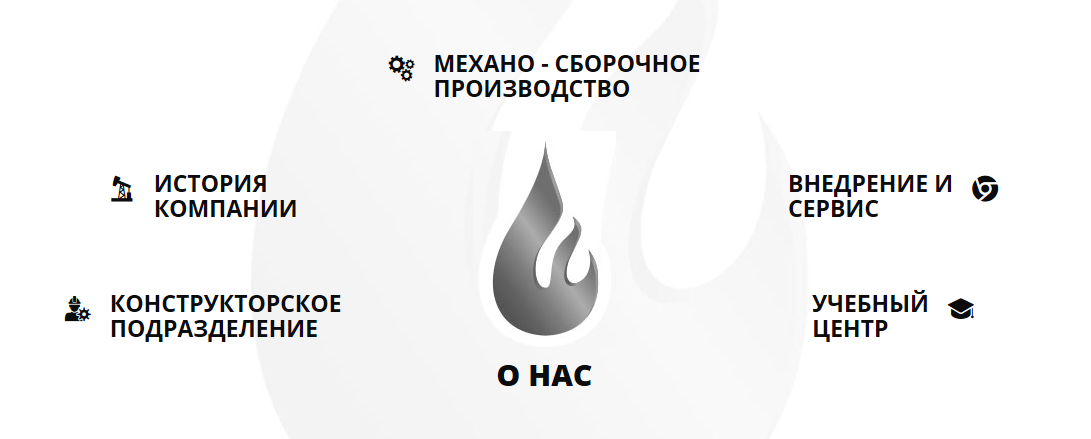 МЕХАНО - СБОРОЧНОЕ
ПРОИЗВОДСТВО
ИСТОРИЯ
КОМПАНИИ
ВНЕДРЕНИЕ И
СЕРВИС
КОНСТРУКТОРСКОЕ
ПОДРАЗДЕЛЕНИЕ
УЧЕБНЫЙ
ЦЕНТР
О НАС